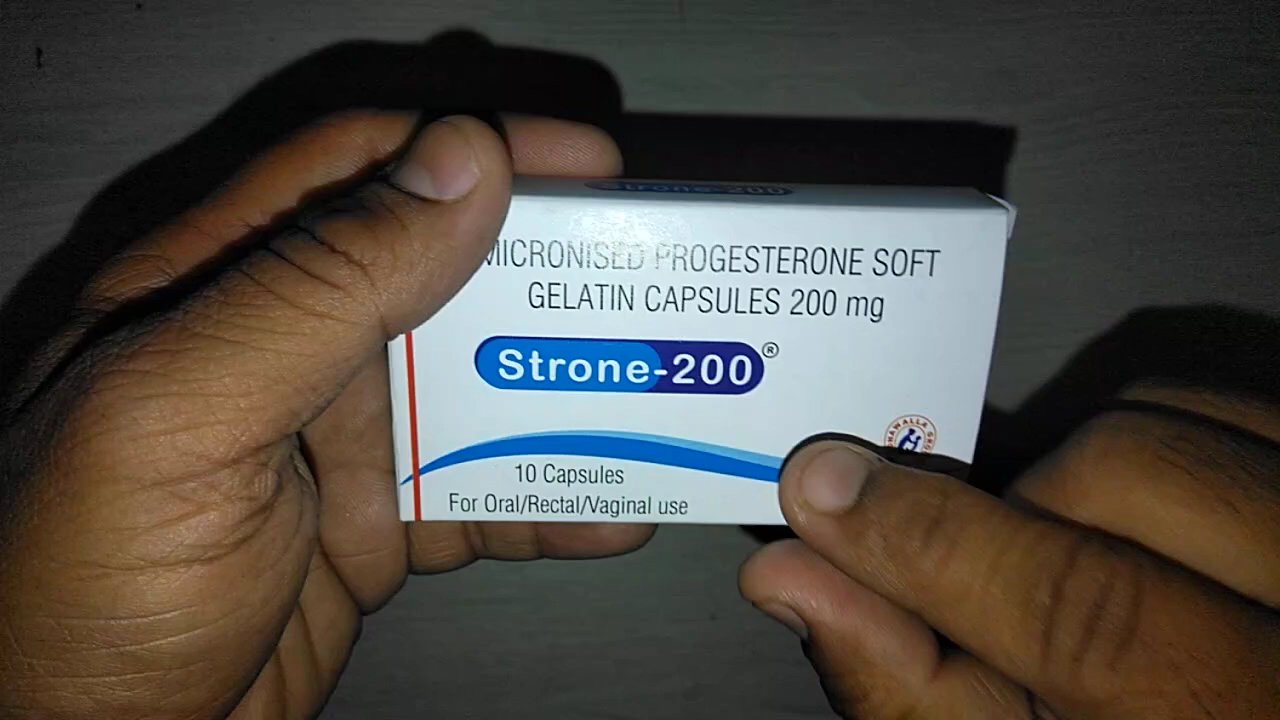 Strone-200
MICRONISED PROGESTERONE SOFT
GELATIN CAPSULES 200 mg
Strone-200®
10 Capsules
For Oral/Rectal/Vaginal use